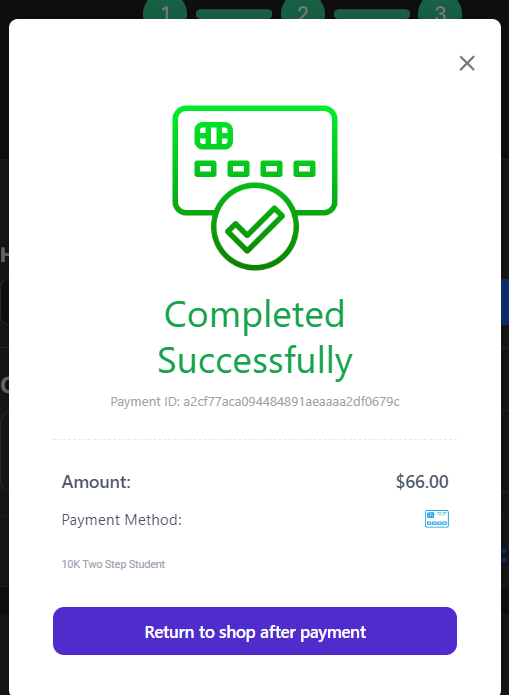 1 2 3
Completed
Successfully
Payment ID: a2cf77aca094484891aeaaaa2df0679c
Amount: $66.00
Payment Method:
10K Two Step Student
Return to shop after payment